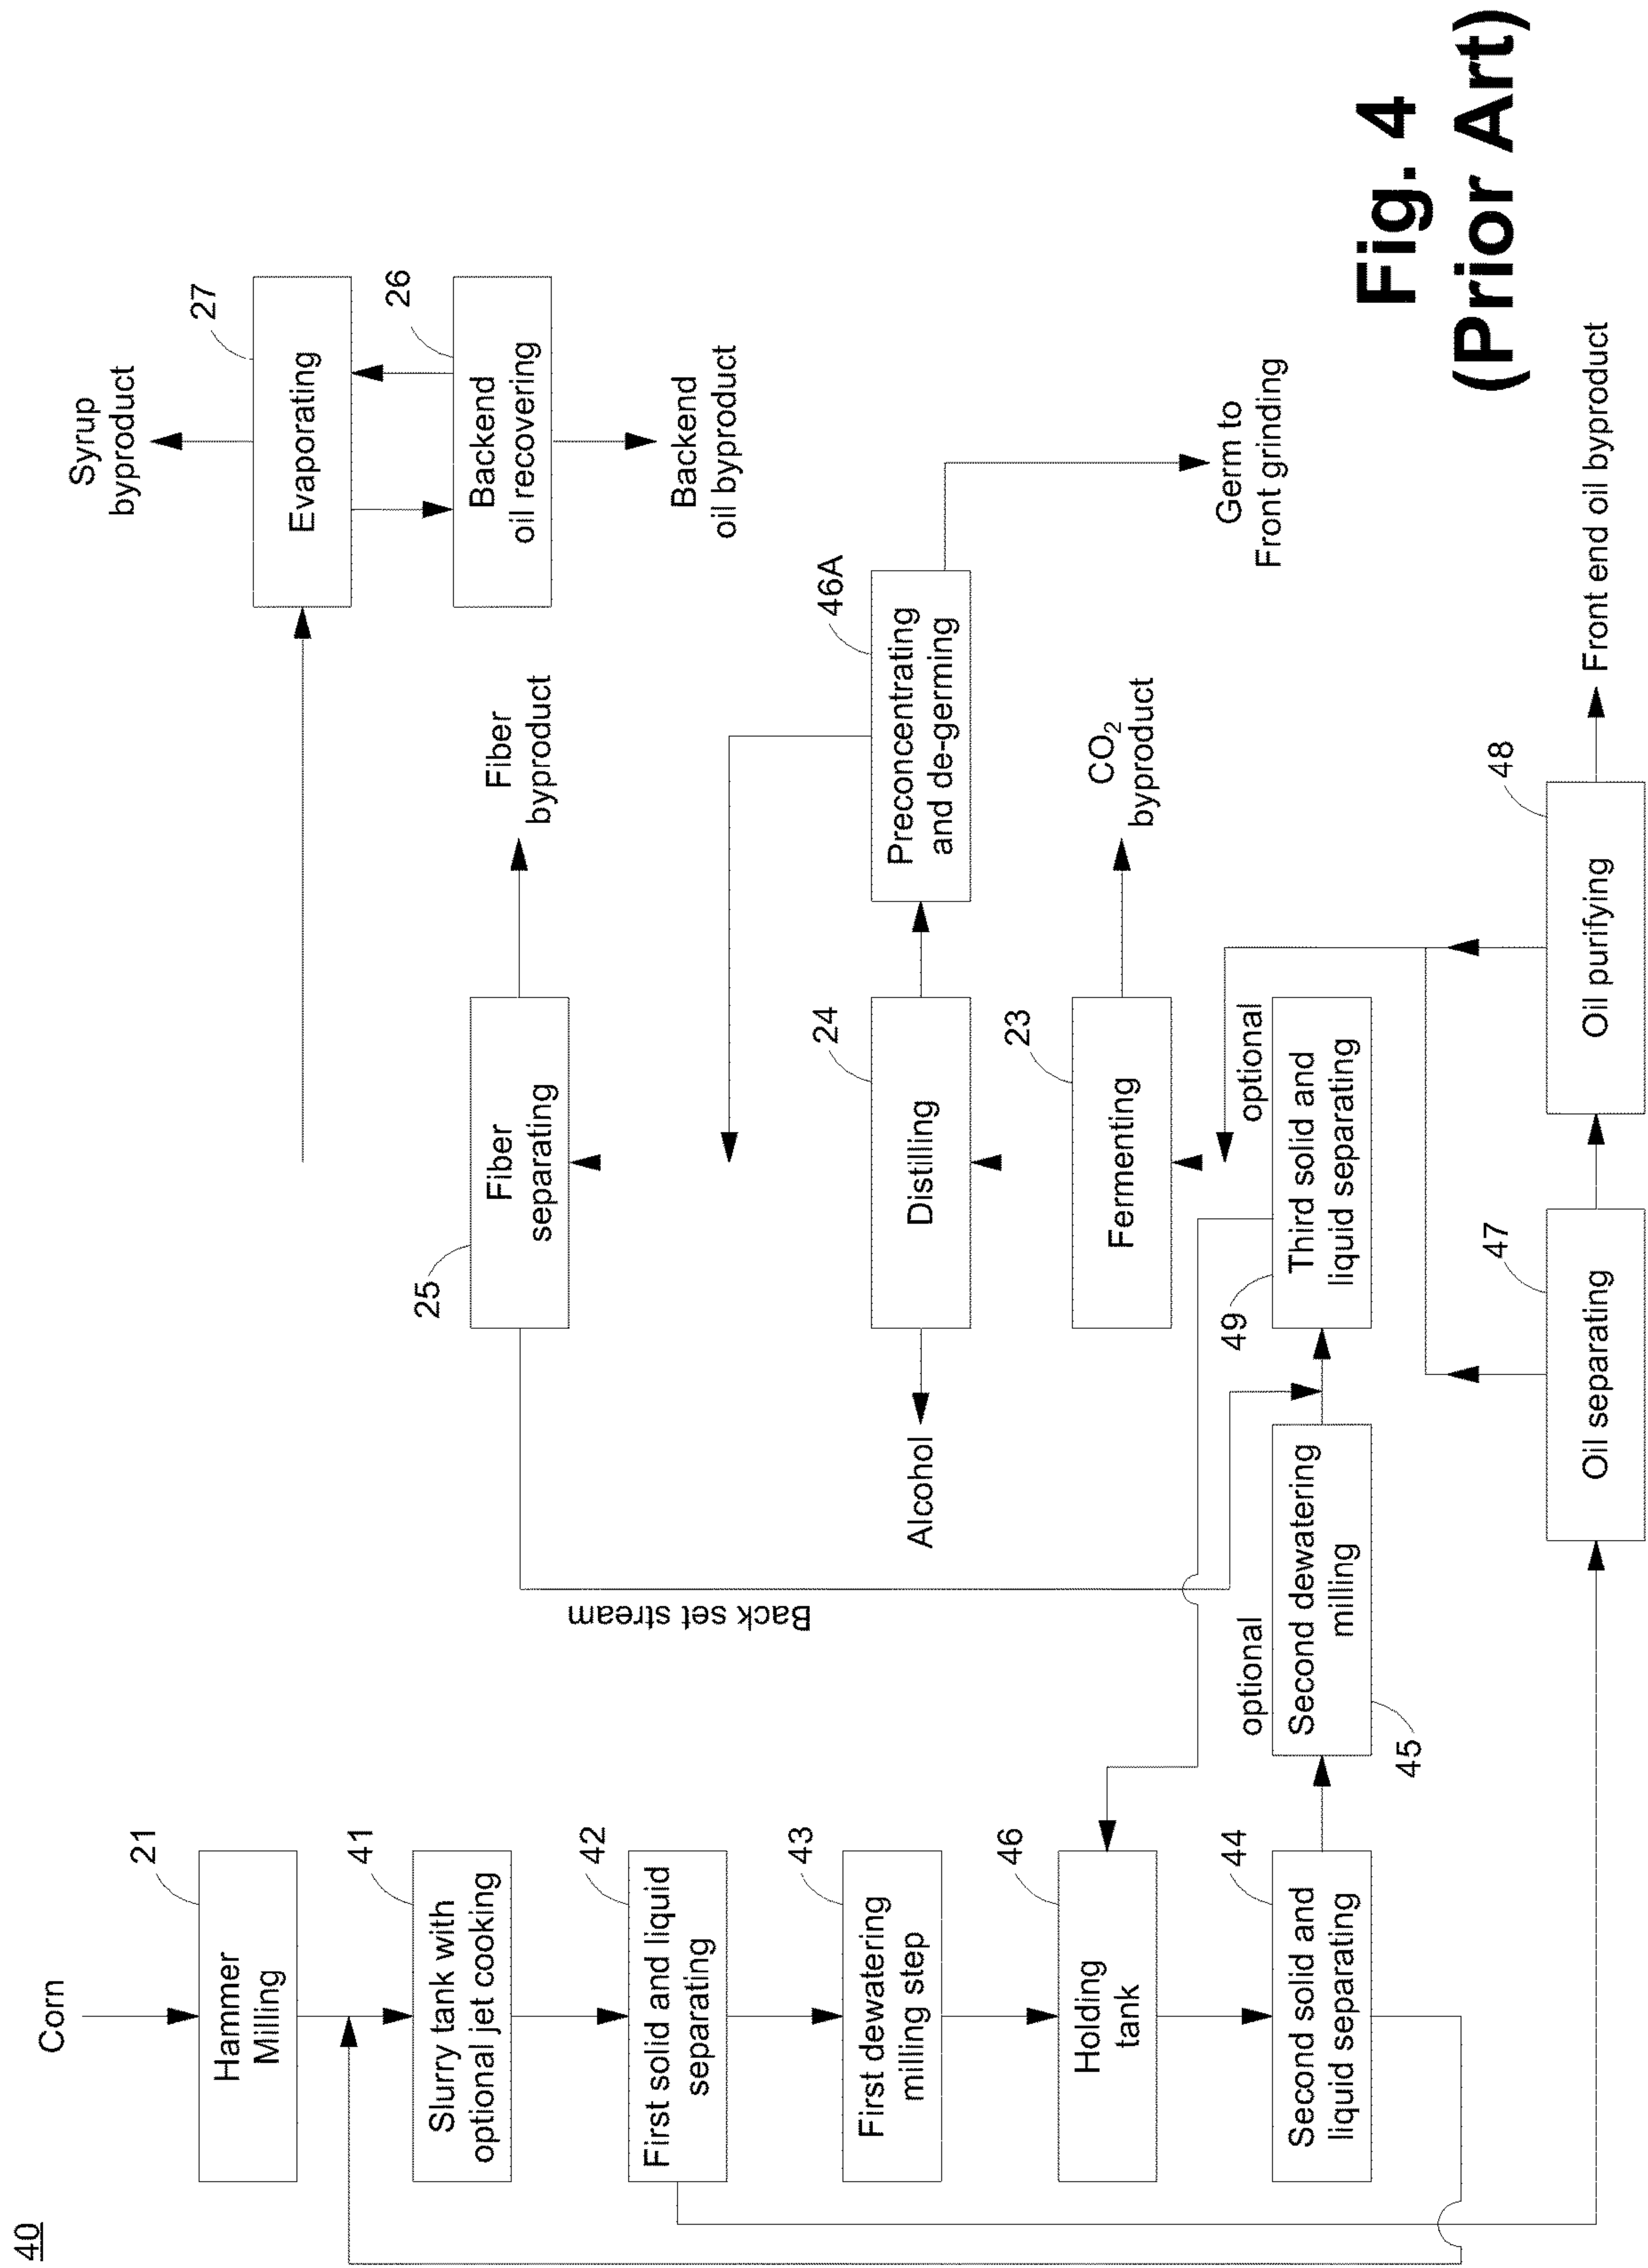 40
Corn
21
Hammer
Milling
41
Slurry tank with
optional jet cooking
42
First solid and liquid
separating
43
First dewatering
milling step
46
Holding
tank
44
Second solid and
liquid separating
optional
Second dewatering
milling
45
Back set stream
25
Fiber
separating
Fiber
byproduct
Alcohol
24
Distilling
23
Fermenting
CO₂
byproduct
optional
49
Third solid and
liquid separating
47
Oil separating
48
Oil purifying
Front end oil byproduct
46A
Preconcentrating
and de-germing
Germ to
Front grinding
Syrup
byproduct
27
Evaporating
26
Backend
oil recovering
Backend
oil byproduct
Fig. 4
(Prior Art)